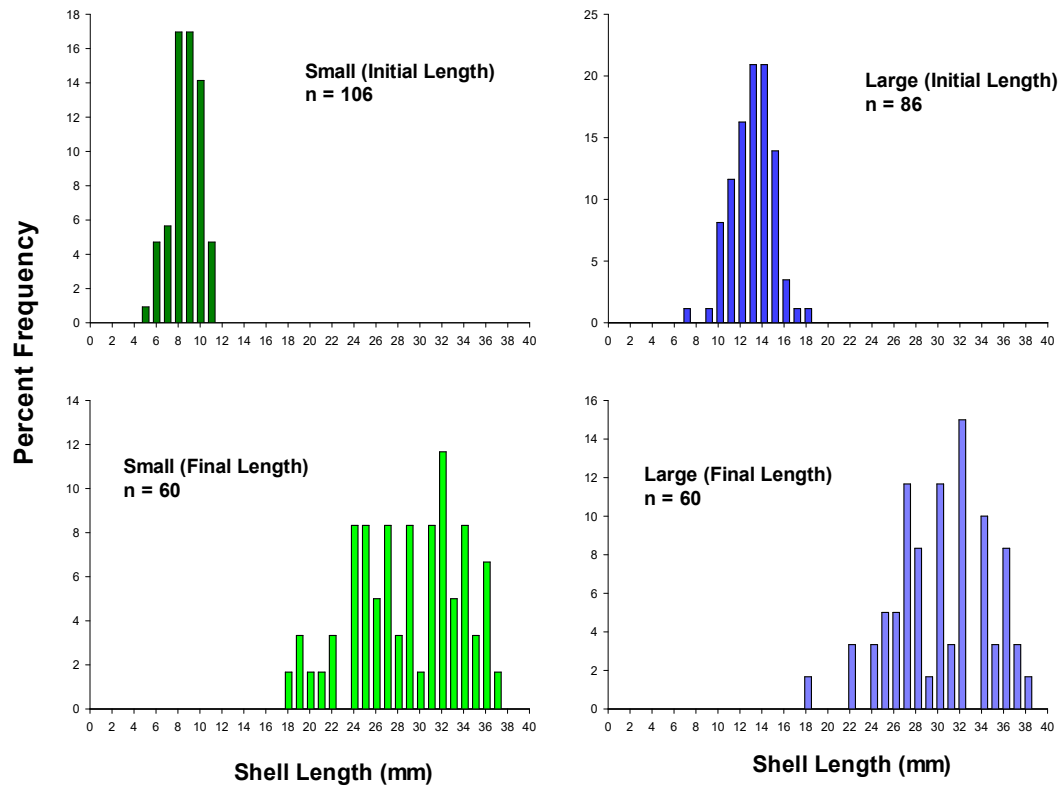 Percent Frequency
18
16
14
12
10
8
6
4
2
0
Small (Initial Length)
n = 106
0 2 4 6 8 10 12 14 16 18 20 22 24 26 28 30 32 34 36 38 40
25
20
15
10
5
0
Large (Initial Length)
n = 86
0 2 4 6 8 10 12 14 16 18 20 22 24 26 28 30 32 34 36 38 40
14
12
10
8
6
4
2
0
Small (Final Length)
n = 60
0 2 4 6 8 10 12 14 16 18 20 22 24 26 28 30 32 34 36 38 40
Shell Length (mm)
16
14
12
10
8
6
4
2
0
Large (Final Length)
n = 60
0 2 4 6 8 10 12 14 16 18 20 22 24 26 28 30 32 34 36 38 40
Shell Length (mm)